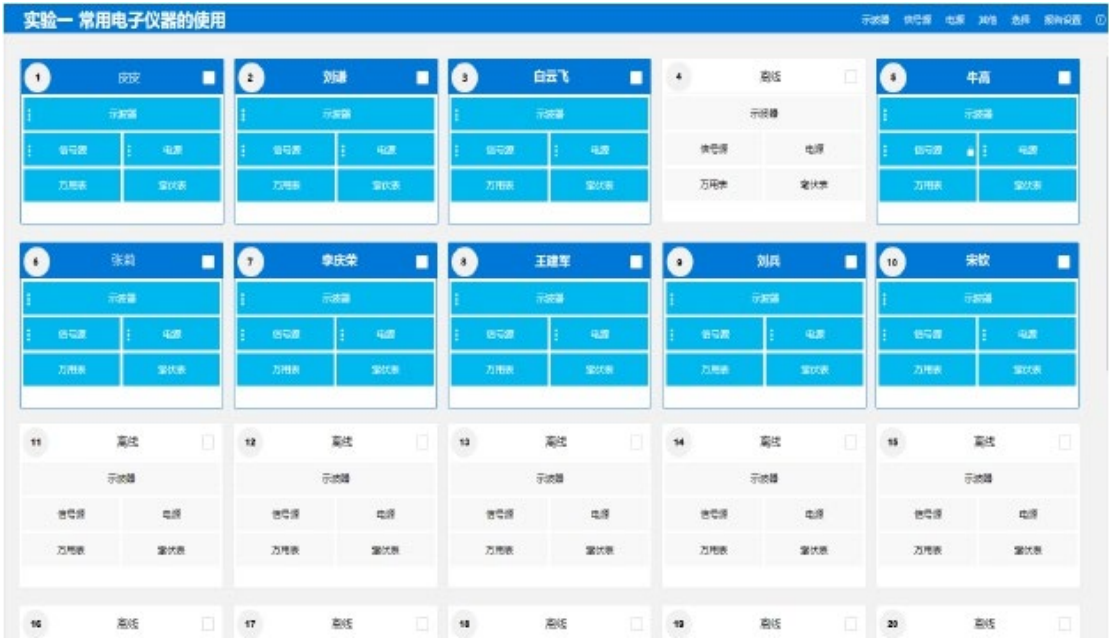 实验一 常用电子仪器的使用 示波器 信号源 电源 其他 选择 报告设置
1 皮皮 2 刘谦 3 白云飞 4 离线 5 牛高
示波器 示波器 示波器 示波器 示波器
信号源 电源 信号源 电源 信号源 电源 信号源 电源 信号源 电源
万用表 毫伏表 万用表 毫伏表 万用表 毫伏表 万用表 毫伏表 万用表 毫伏表
6 张莉 7 李庆荣 8 王建军 9 刘兵 10 宋钦
示波器 示波器 示波器 示波器 示波器
信号源 电源 信号源 电源 信号源 电源 信号源 电源 信号源 电源
万用表 毫伏表 万用表 毫伏表 万用表 毫伏表 万用表 毫伏表 万用表 毫伏表
11 离线 12 离线 13 离线 14 离线 15 离线
示波器 示波器 示波器 示波器 示波器
信号源 电源 信号源 电源 信号源 电源 信号源 电源 信号源 电源
万用表 毫伏表 万用表 毫伏表 万用表 毫伏表 万用表 毫伏表 万用表 毫伏表
16 离线 17 离线 18 离线 19 离线 20 离线